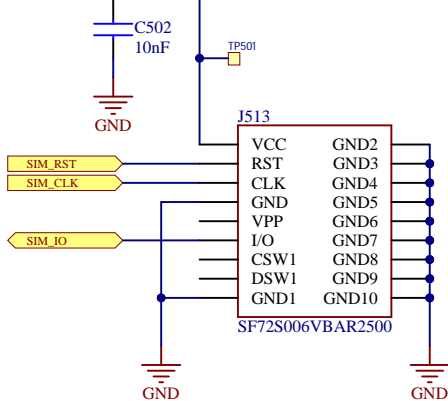 C502
10nF
TP501
GND
J513
VCC GND2
SIM_RST RST GND3
SIM_CLK CLK GND4
GND GND5
VPP GND6
SIM_IO I/O GND7
CSW1 GND8
DSW1 GND9
GND1 GND10
SF72S006VBAR2500
GND GND